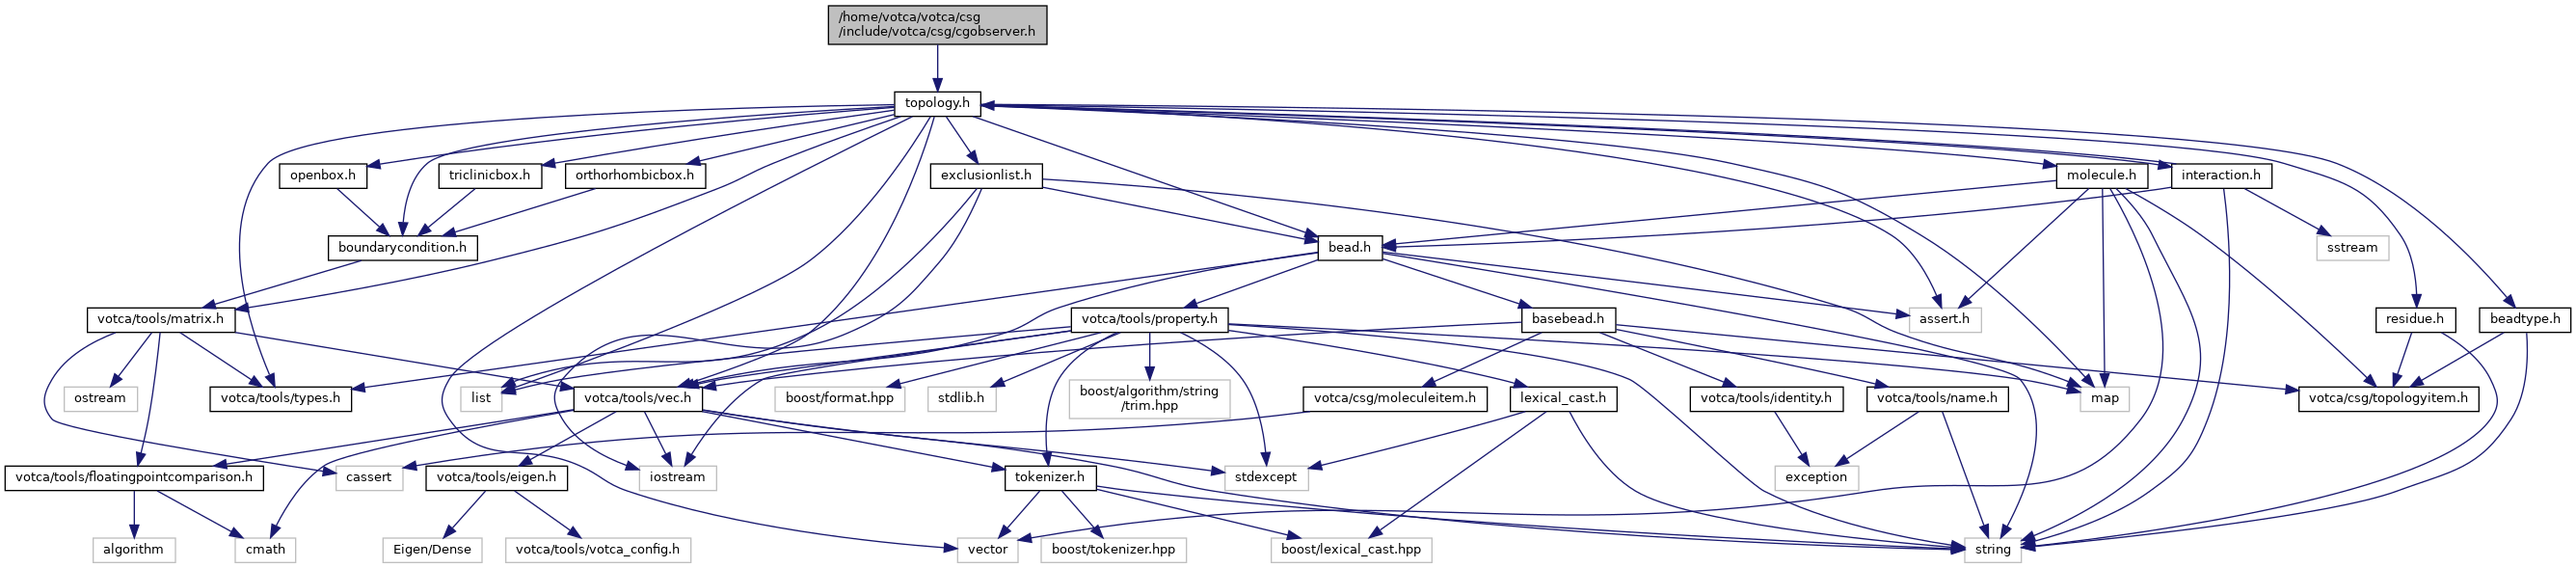 /home/votca/votca/csg
/include/votca/csg/cgobserver.h
topology.h
openbox.h
triclinicbox.h
orthorhombicbox.h
exclusionlist.h
molecule.h
interaction.h
boundarycondition.h
bead.h
sstream
votca/tools/matrix.h
votca/tools/property.h
basebead.h
assert.h
residue.h
beadtype.h
ostream
votca/tools/types.h
list
votca/tools/vec.h
boost/format.hpp
stdlib.h
boost/algorithm/string
/trim.hpp
votca/csg/moleculeitem.h
lexical_cast.h
votca/tools/identity.h
votca/tools/name.h
map
votca/csg/topologyitem.h
votca/tools/floatingpointcomparison.h
cassert
votca/tools/eigen.h
iostream
tokenizer.h
stdexcept
exception
algorithm
cmath
Eigen/Dense
votca/tools/votca_config.h
vector
boost/tokenizer.hpp
boost/lexical_cast.hpp
string